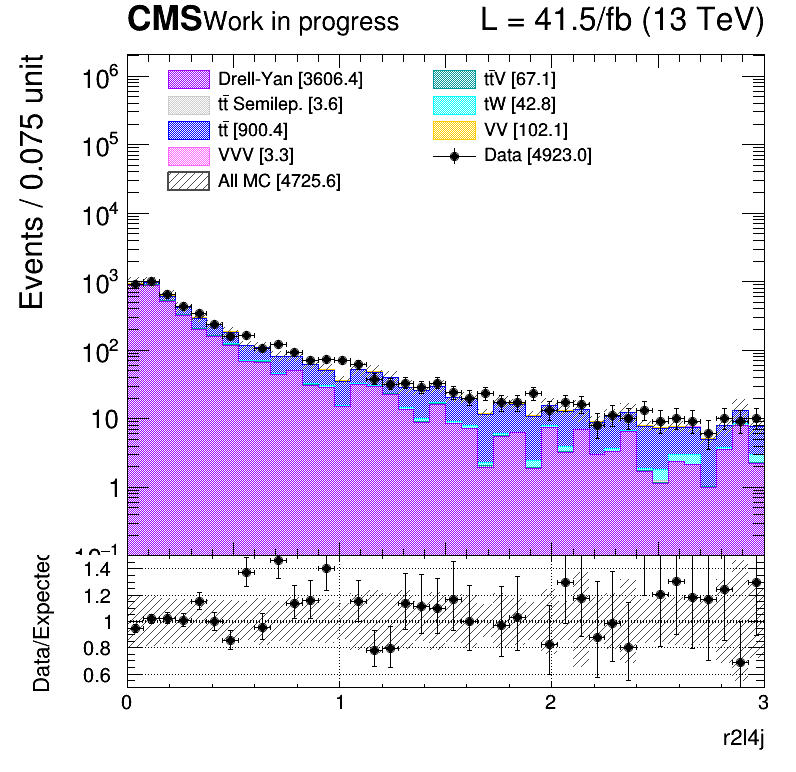 CMS Work in progress L = 41.5/fb (13 TeV)
Events / 0.075 unit
10⁶
10⁵
10⁴
10³
10²
10
1
10⁻¹
Drell-Yan [3606.4]
tt̄ Semilep. [3.6]
tt̄ [900.4]
VVV [3.3]
All MC [4725.6]
tt̄V [67.1]
tW [42.8]
VV [102.1]
Data [4923.0]
Data/Expected
1.4
1.2
1
0.8
0.6
0 1 2 3
r2l4j